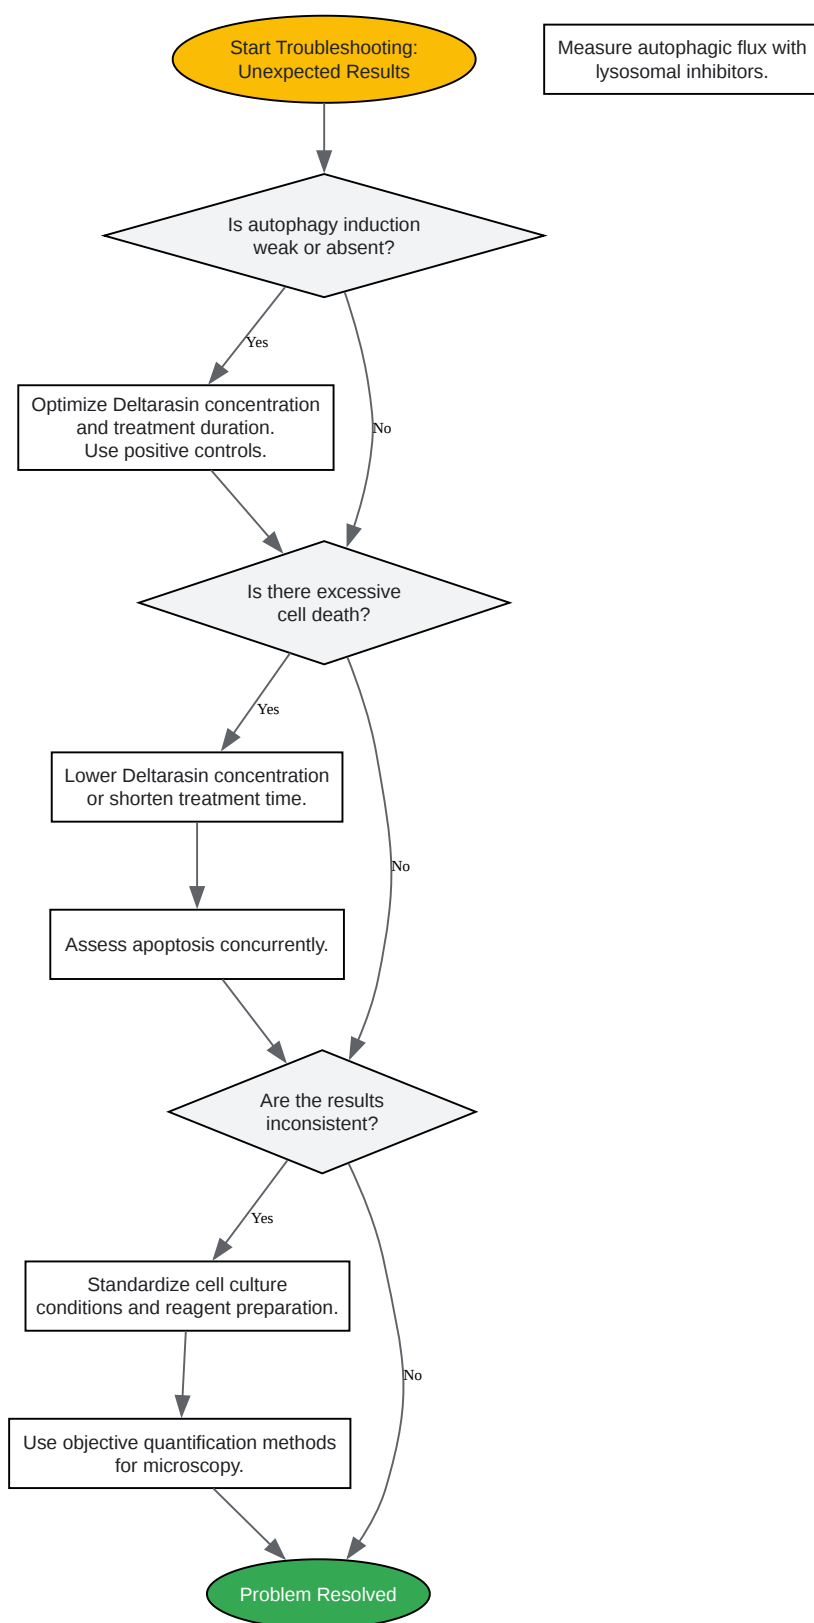 Start Troubleshooting:
Unexpected Results
Measure autophagic flux with
lysosomal inhibitors.
Is autophagy induction
weak or absent?
Yes
Optimize Deltarasin concentration
and treatment duration.
Use positive controls.
No
Is there excessive
cell death?
Yes
Lower Deltarasin concentration
or shorten treatment time.
No
Assess apoptosis concurrently.
Are the results
inconsistent?
Yes
Standardize cell culture
conditions and reagent preparation.
No
Use objective quantification methods
for microscopy.
Problem Resolved